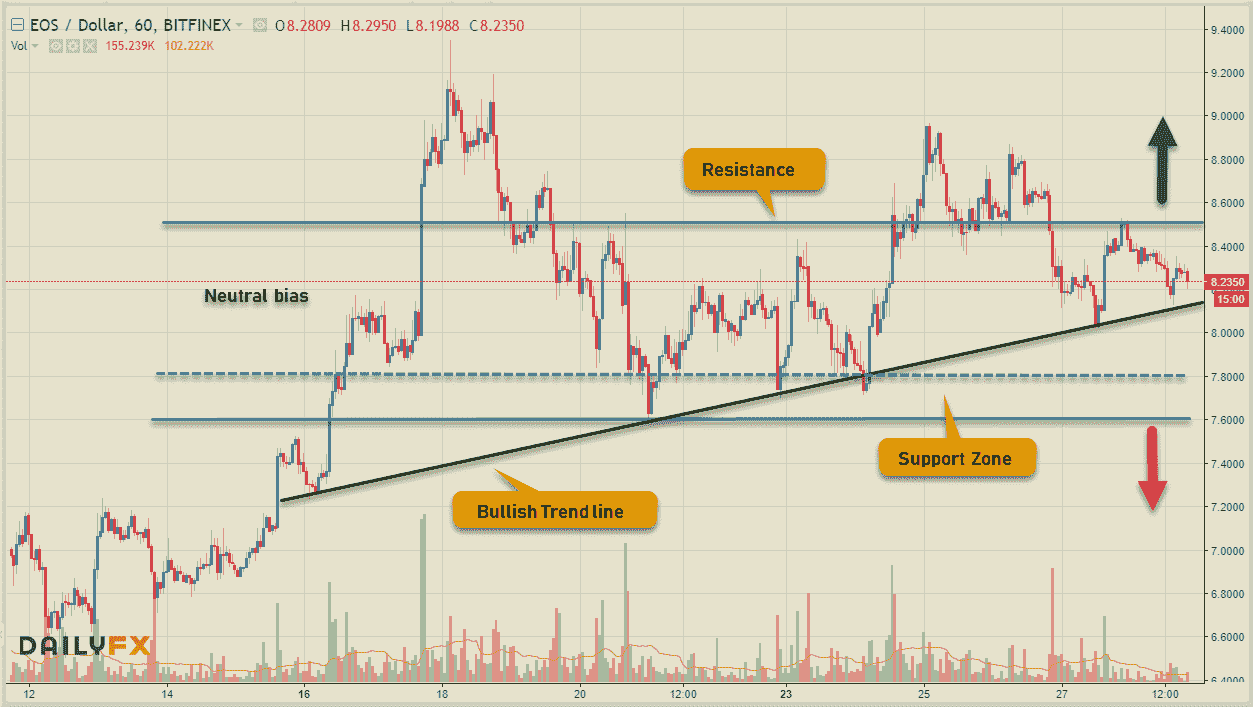 EOS / Dollar, 60, BITFINEX O8.2809 H8.2950 L8.1988 C8.2350
Vol 155.239K 102.222K
9.4000
9.2000
9.0000
8.8000
Resistance
8.6000
8.4000
8.2350
15:00
Neutral bias
8.0000
7.8000
7.6000
Support Zone
7.4000
Bullish Trend line
7.2000
7.0000
6.8000
DAILYFX
6.6000
6.4000
12 14 16 18 20 12:00 23 25 27 12:00